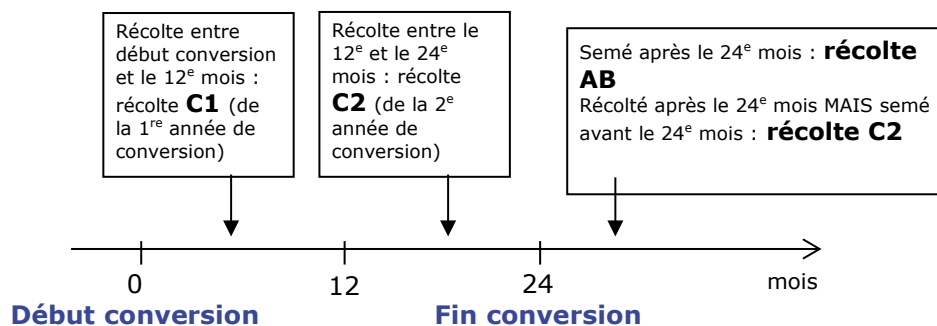 Récolte entre
début conversion
et le 12e mois :
récolte C1 (de
la 1re année de
conversion)
Récolte entre le
12e et le 24e
mois : récolte
C2 (de la 2e
année de
conversion)
Semé après le 24e mois : récolte
AB
Récolté après le 24e mois MAIS semé
avant le 24e mois : récolte C2
0
12
24
mois
Début conversion
Fin conversion